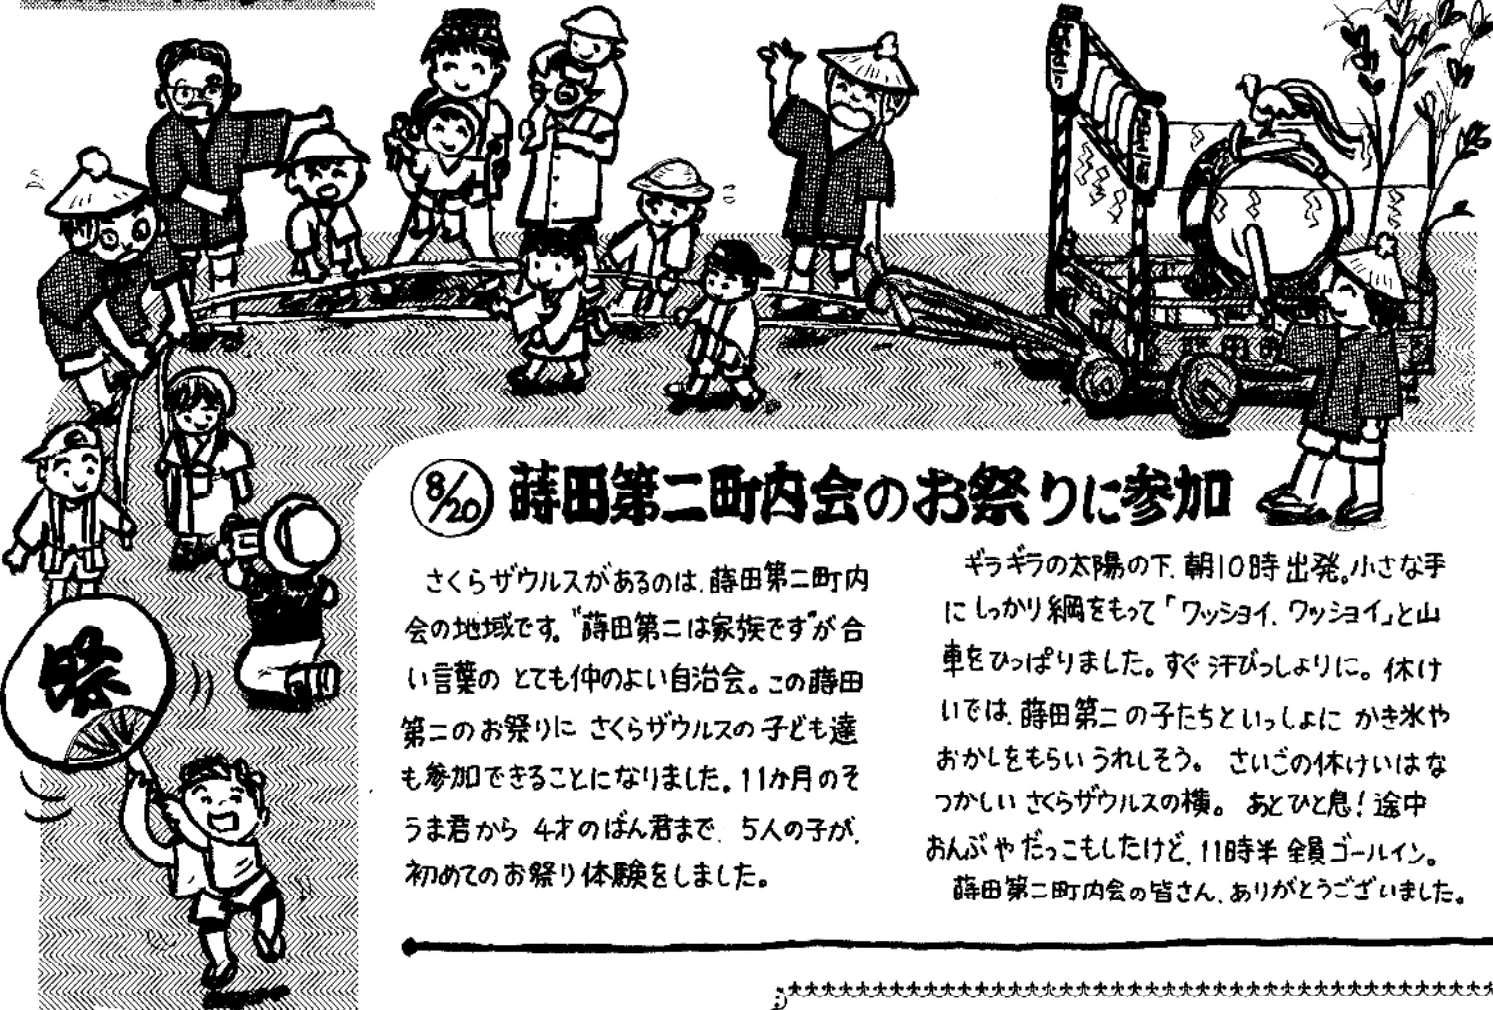 祭
8/20
蒔田第二町内会のお祭りに参加
さくらザウルスがあるのは、蒔田第二町内
会の地域です。"蒔田第二は家族です"が合
い言葉の とても仲のよい自治会。この蒔田
第二のお祭りに さくらザウルスの子ども達
も参加できることになりました。11か月のそ
うま君から 4才のばん君まで、5人の子が、
初めてのお祭り体験をしました。
ギラギラの太陽の下、朝10時出発。小さな手
にしっかり綱をもって「ワッショイ、ワッショイ」と山
車をひっぱりました。すぐ汗びっしょりに。休け
いでは、蒔田第二の子たちといっしょに かき氷や
おかしをもらいうれしそう。 さいごの休けいはな
つかしい さくらザウルスの横。 あとひと息！途中
おんぶやだっこもしたけど、11時半 全員ゴールイン。
蒔田第二町内会の皆さん、ありがとうございました。